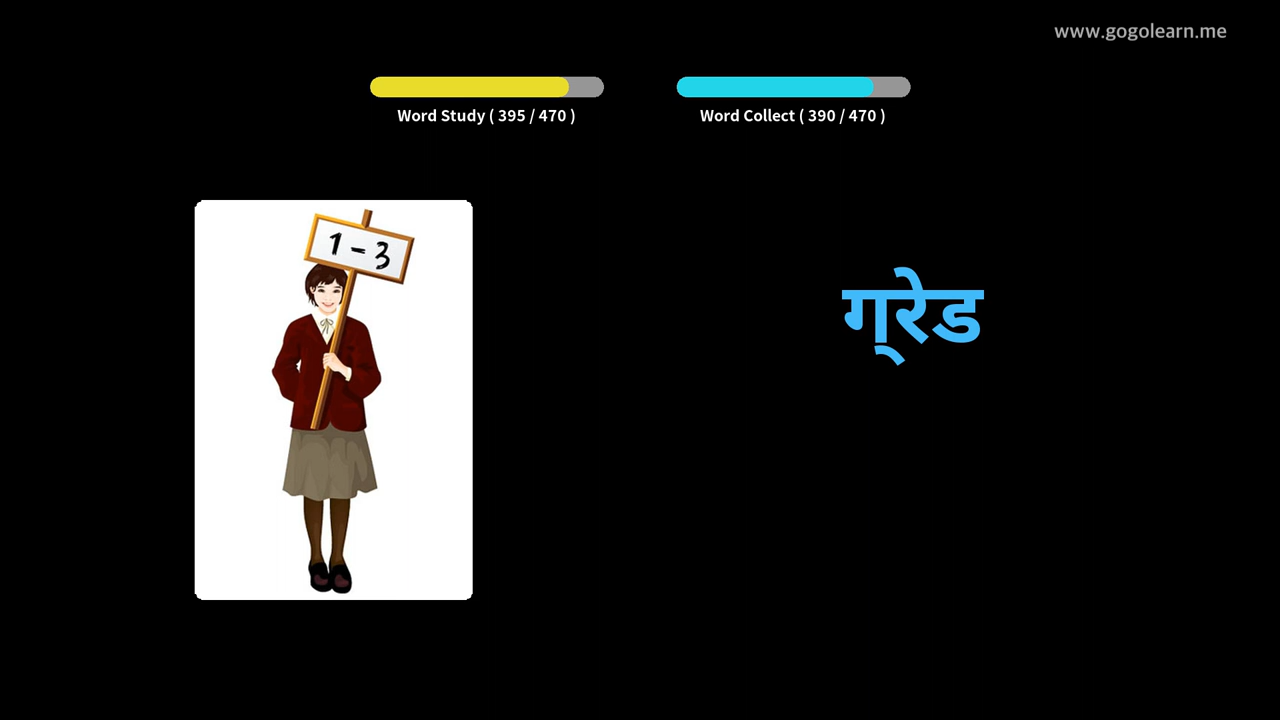 www.gogolearn.me
Word Study ( 395 / 470 )
Word Collect ( 390 / 470 )
1 - 3
ग्रेड